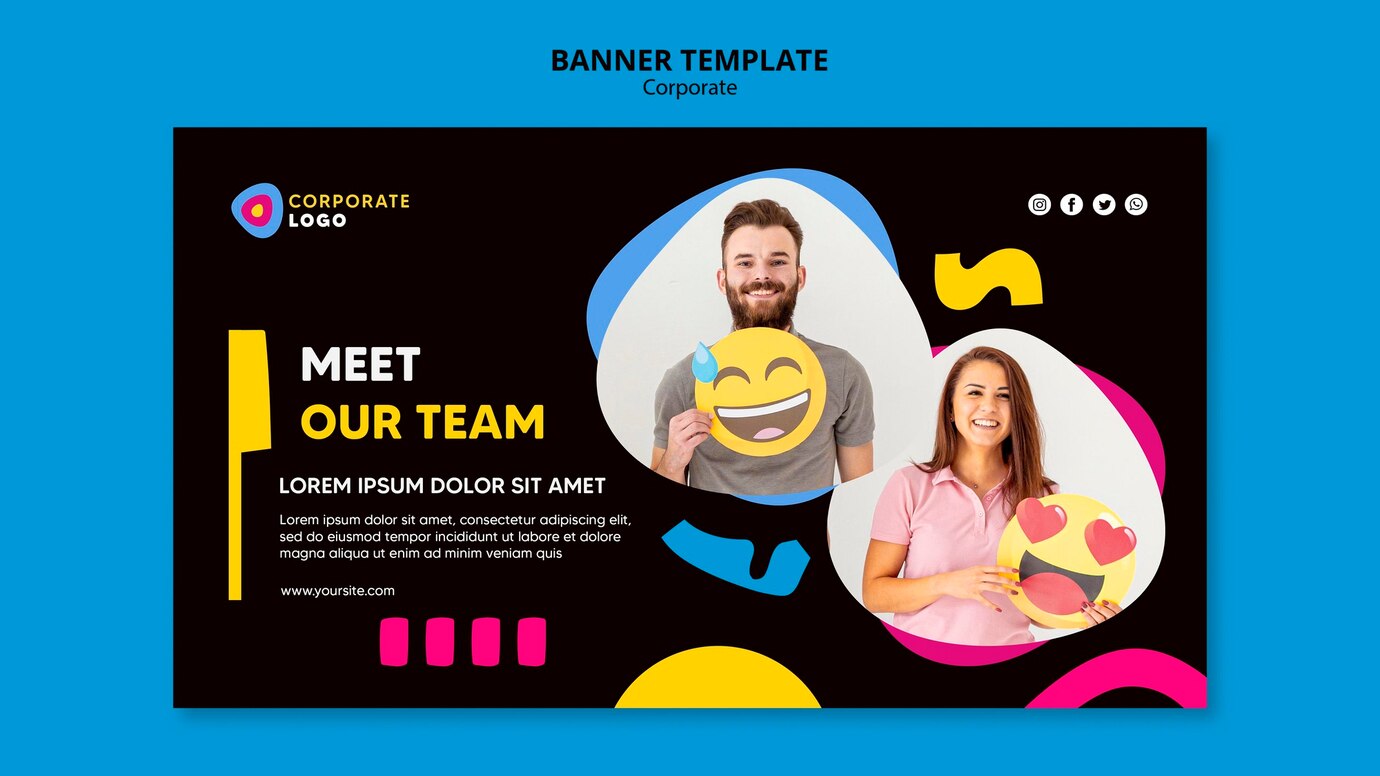 BANNER TEMPLATE
Corporate
CORPORATE
LOGO
MEET
OUR TEAM
LOREM IPSUM DOLOR SIT AMET
Lorem ipsum dolor sit amet, consectetur adipiscing elit,
sed do eiusmod tempor incididunt ut labore et dolore
magna aliqua ut enim ad minim veniam quis
www.yoursite.com